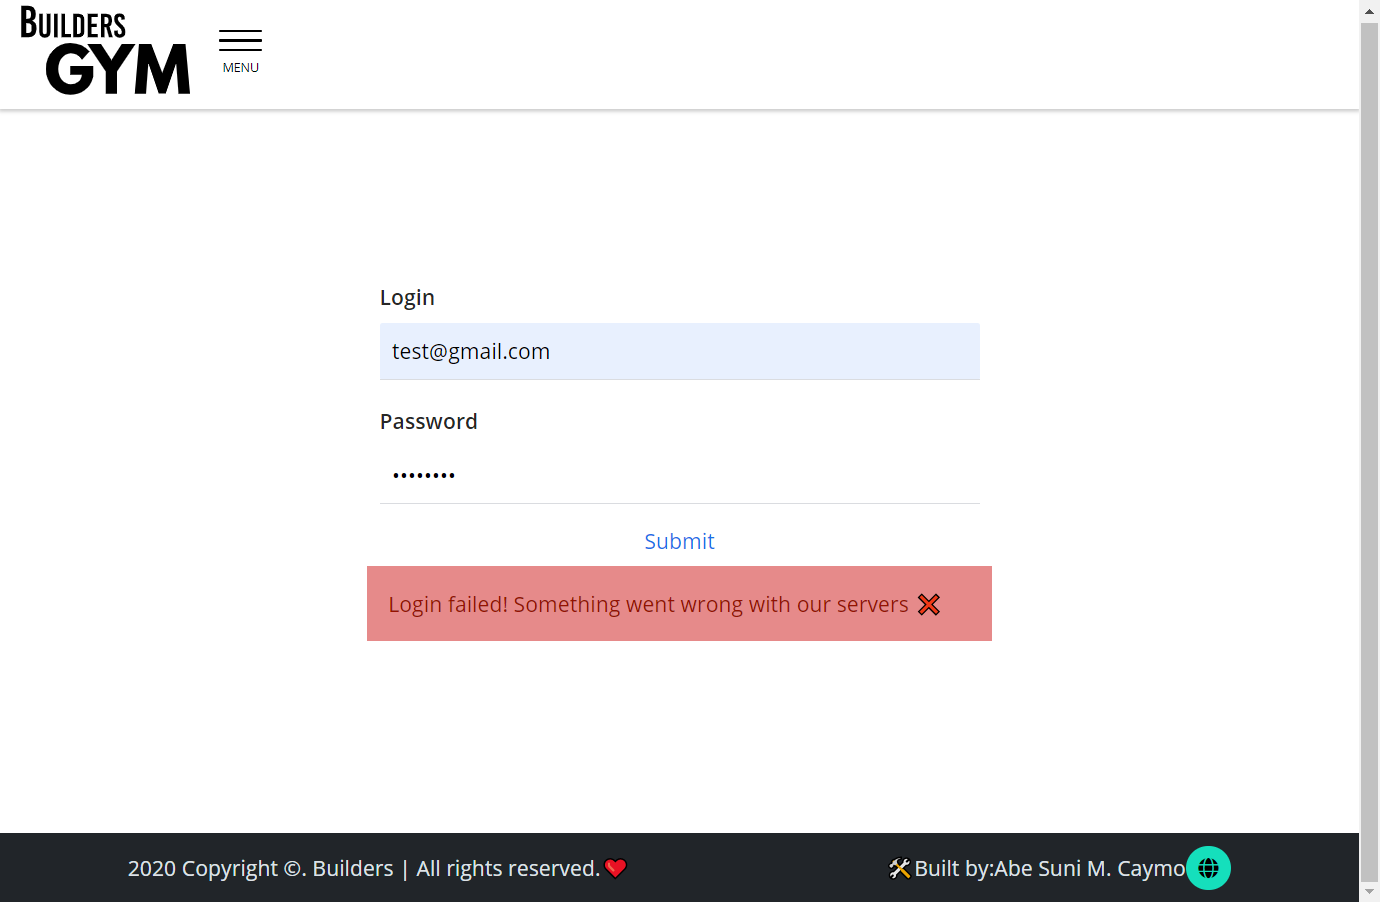 BUILDERS
GYM
MENU
Login
test@gmail.com
Password
••••••••
Submit
Login failed! Something went wrong with our servers ❌
2020 Copyright ©. Builders | All rights reserved.❤️
🛠️Built by:Abe Suni M. Caymo